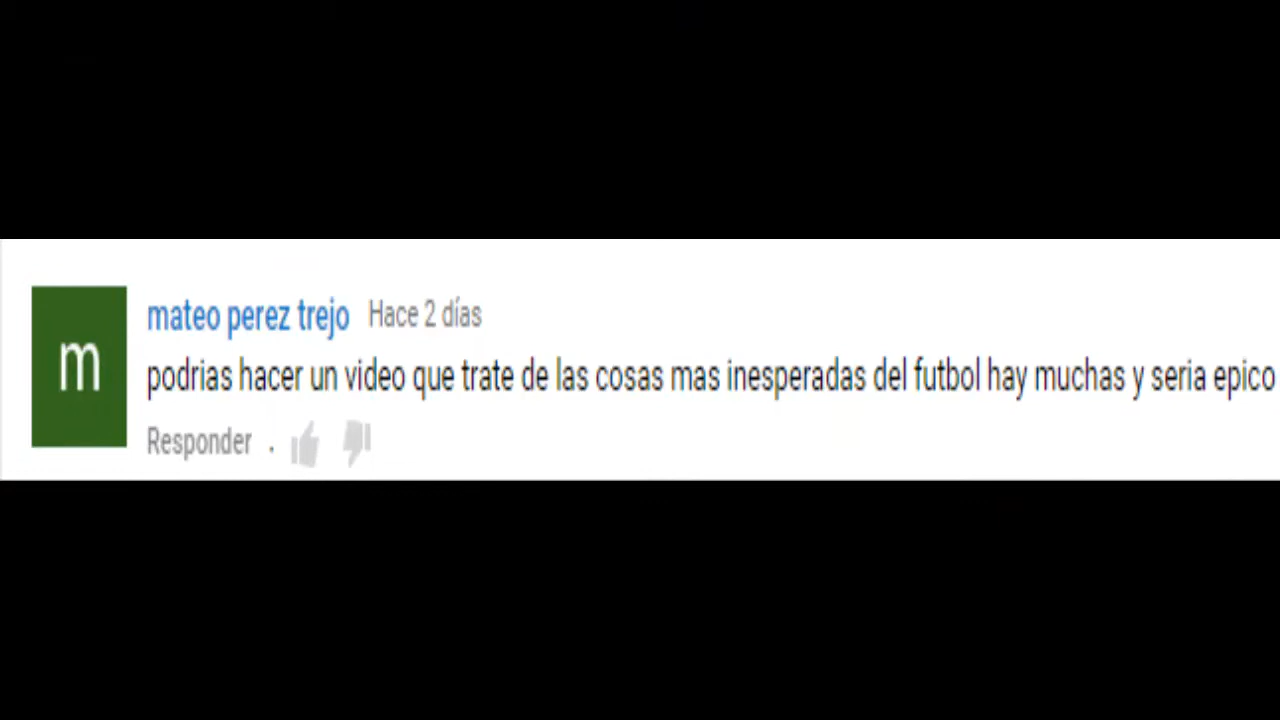 m
mateo perez trejo Hace 2 días
podrias hacer un video que trate de las cosas mas inesperadas del futbol hay muchas y seria epico
Responder .